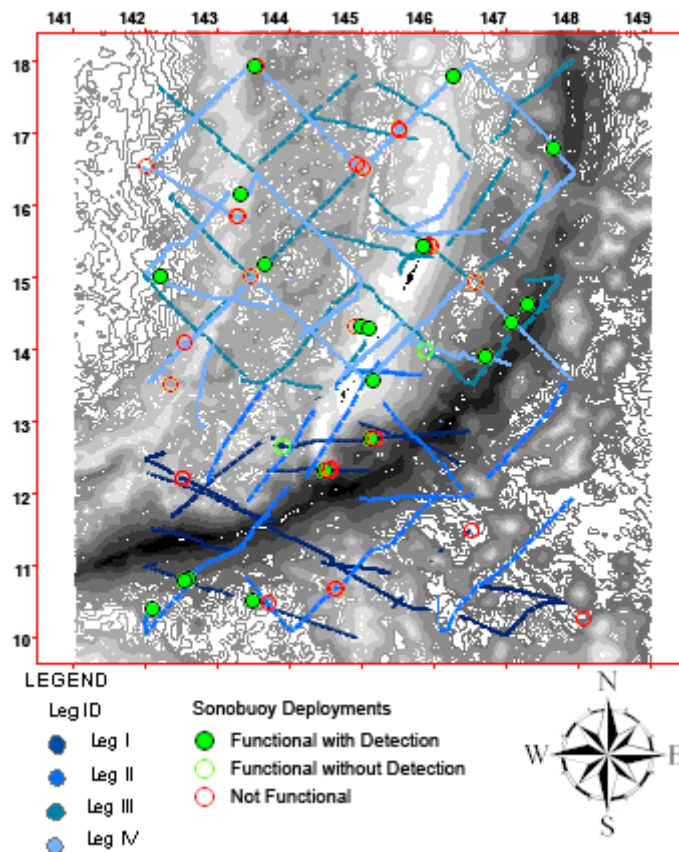 141 142 143 144 145 146 147 148 149
18
17
16
15
14
13
12
11
10
LEGEND
Leg ID
Leg I
Leg II
Leg III
Leg IV
Sonobuoy Deployments
Functional with Detection
Functional without Detection
Not Functional
N
W E
S